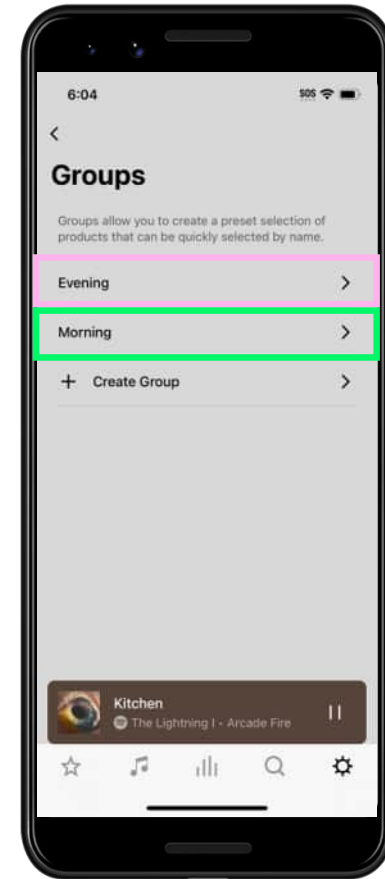 6:04
SOS
Groups
Groups allow you to create a preset selection of
products that can be quickly selected by name.
Evening
Morning
+ Create Group
Kitchen
The Lightning I - Arcade Fire